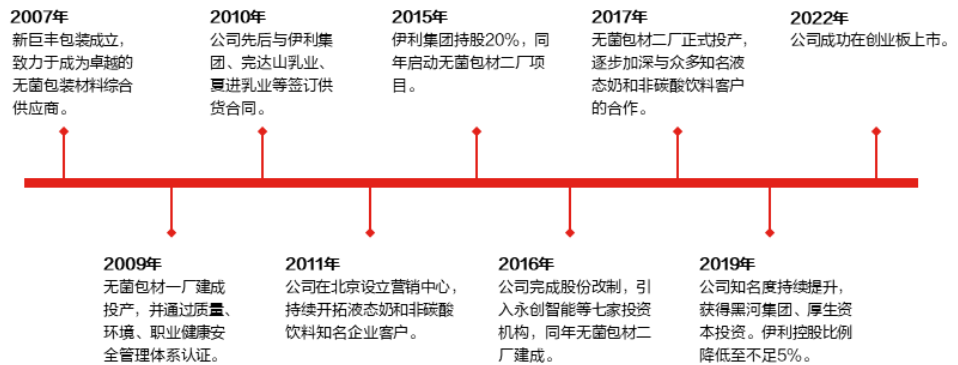 2007年
新巨丰包装成立，
致力于成为卓越的
无菌包装材料综合
供应商。
2010年
公司先后与伊利集
团、完达山乳业、
夏进乳业等签订供
货合同。
2015年
伊利集团持股20%，同
年启动无菌包材二厂项
目。
2017年
无菌包材二厂正式投产，
逐步加深与众多知名液
态奶和非碳酸饮料客户
的合作。
2022年
公司成功在创业板上市。
2009年
无菌包材一厂建成
投产，并通过质量、
环境、职业健康安
全管理体系认证。
2011年
公司在北京设立营销中心，
持续开拓液态奶和非碳酸
饮料知名企业客户。
2016年
公司完成股份改制，引
入永创智能等七家投资
机构，同年无菌包材二
厂建成。
2019年
公司知名度持续提升，
获得黑河集团、厚生资
本投资。伊利控股比例
降低至不足5%。